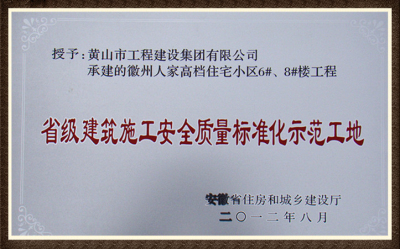 授予：黄山市工程建设集团有限公司
承建的徽州人家高档住宅小区6#、8#楼工程
省级建筑施工安全质量标准化示范工地
安徽省住房和城乡建设厅
二〇一二年八月